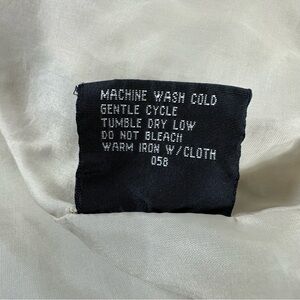 MACHINE WASH COLD
GENTLE CYCLE
TUMBLE DRY LOW
DO NOT BLEACH
WARM IRON W/CLOTH
058